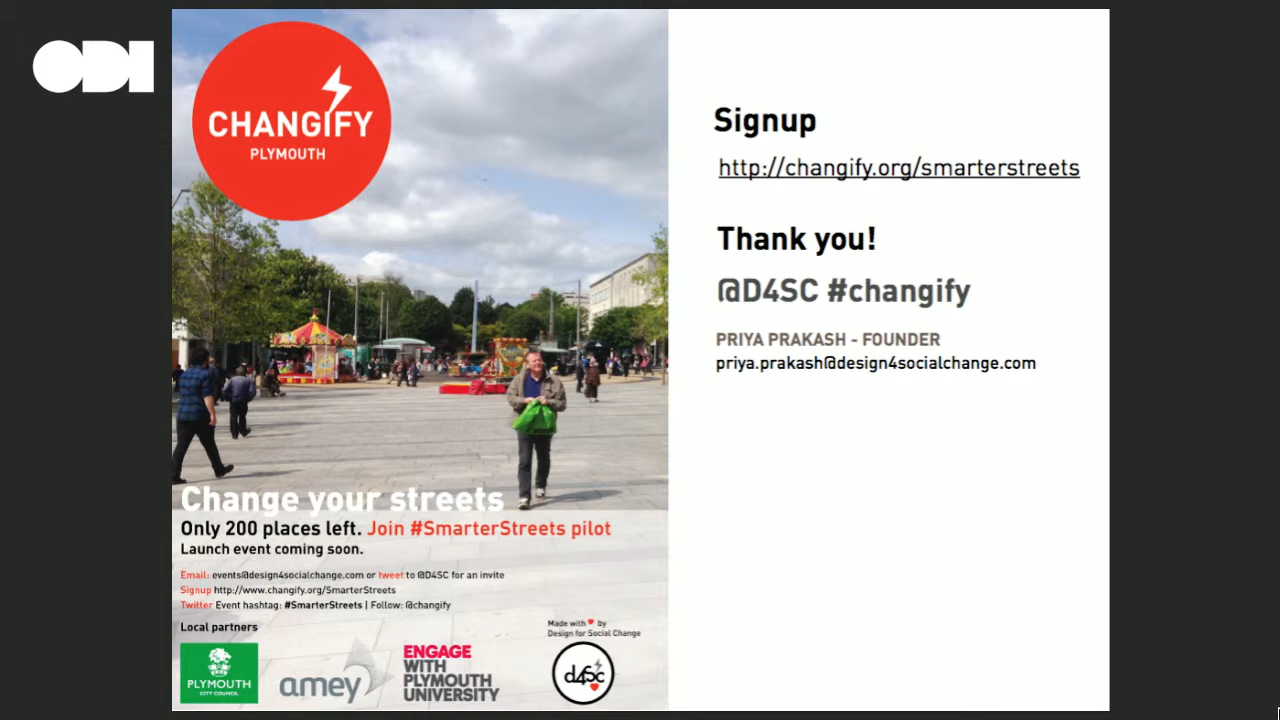 ODI
CHANGIFY
PLYMOUTH
Change your streets
Only 200 places left. Join #SmarterStreets pilot
Launch event coming soon.
Email: events@design4socialchange.com or tweet to @D4SC for an invite
Signup http://www.changify.org/SmarterStreets
Twitter Event hashtag: #SmarterStreets | Follow: @changify
Local partners
Made with ♥ by
Design for Social Change
PLYMOUTH
CITY COUNCIL
amey
ENGAGE
WITH
PLYMOUTH
UNIVERSITY
d4Sc
Signup
http://changify.org/smarterstreets
Thank you!
@D4SC #changify
PRIYA PRAKASH - FOUNDER
priya.prakash@design4socialchange.com